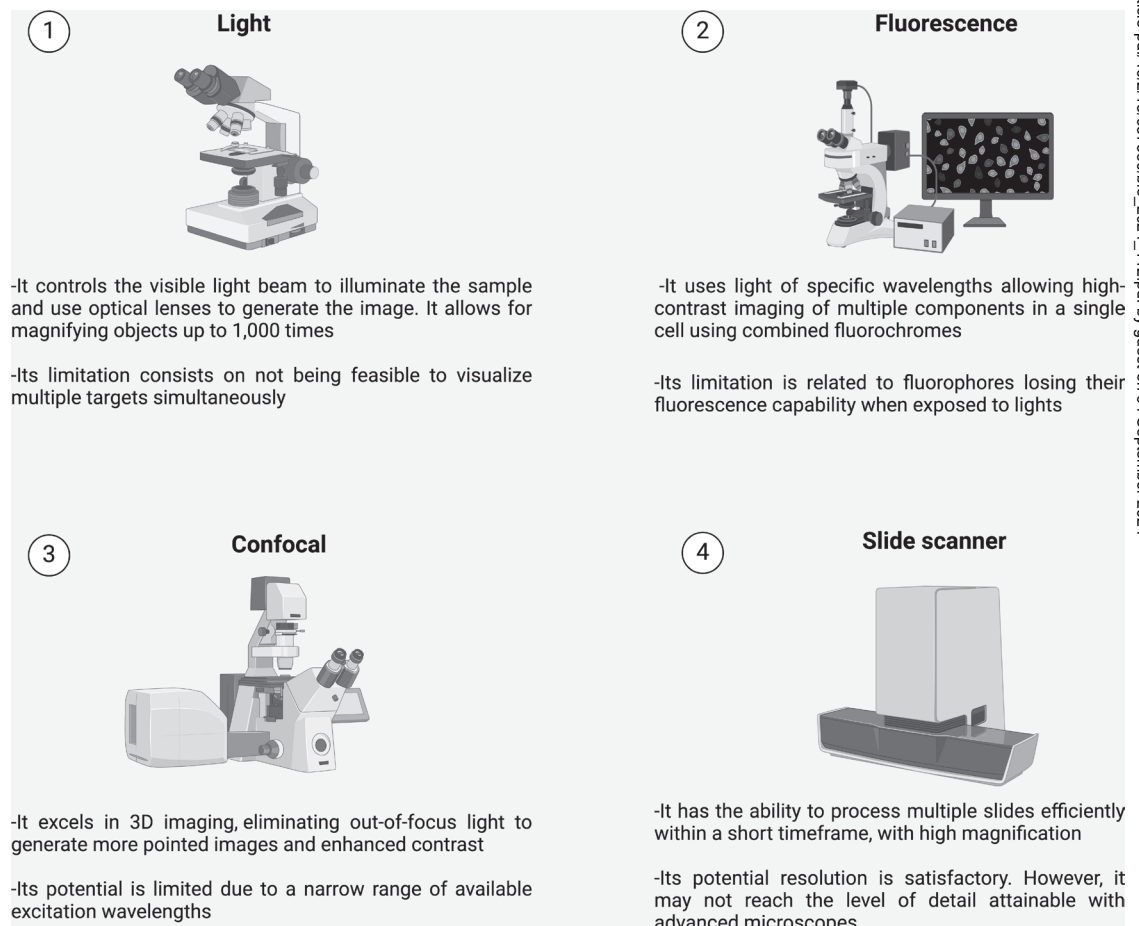 1
Light
-It controls the visible light beam to illuminate the sample
and use optical lenses to generate the image. It allows for
magnifying objects up to 1,000 times
-Its limitation consists on not being feasible to visualize
multiple targets simultaneously
2
Fluorescence
-It uses light of specific wavelengths allowing high-
contrast imaging of multiple components in a single
cell using combined fluorochromes
-Its limitation is related to fluorophores losing their
fluorescence capability when exposed to lights
3
Confocal
-It excels in 3D imaging, eliminating out-of-focus light to
generate more pointed images and enhanced contrast
-Its potential is limited due to a narrow range of available
excitation wavelengths
4
Slide scanner
-It has the ability to process multiple slides efficiently
within a short timeframe, with high magnification
-Its potential resolution is satisfactory. However, it
may not reach the level of detail attainable with
advanced microscopes